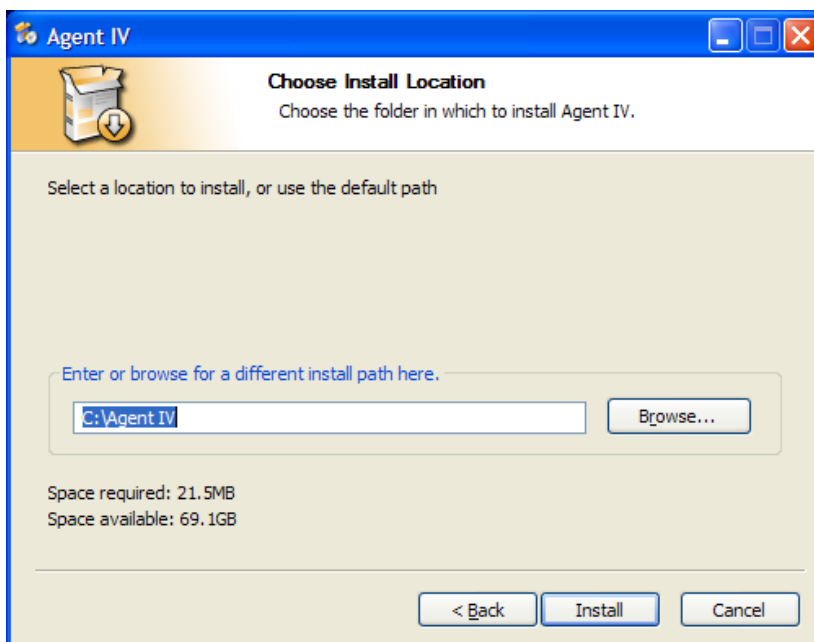 Agent IV
Choose Install Location
Choose the folder in which to install Agent IV.
Select a location to install, or use the default path
Enter or browse for a different install path here.
C:\Agent IV
Browse...
Space required: 21.5MB
Space available: 69.1GB
< Back
Install
Cancel